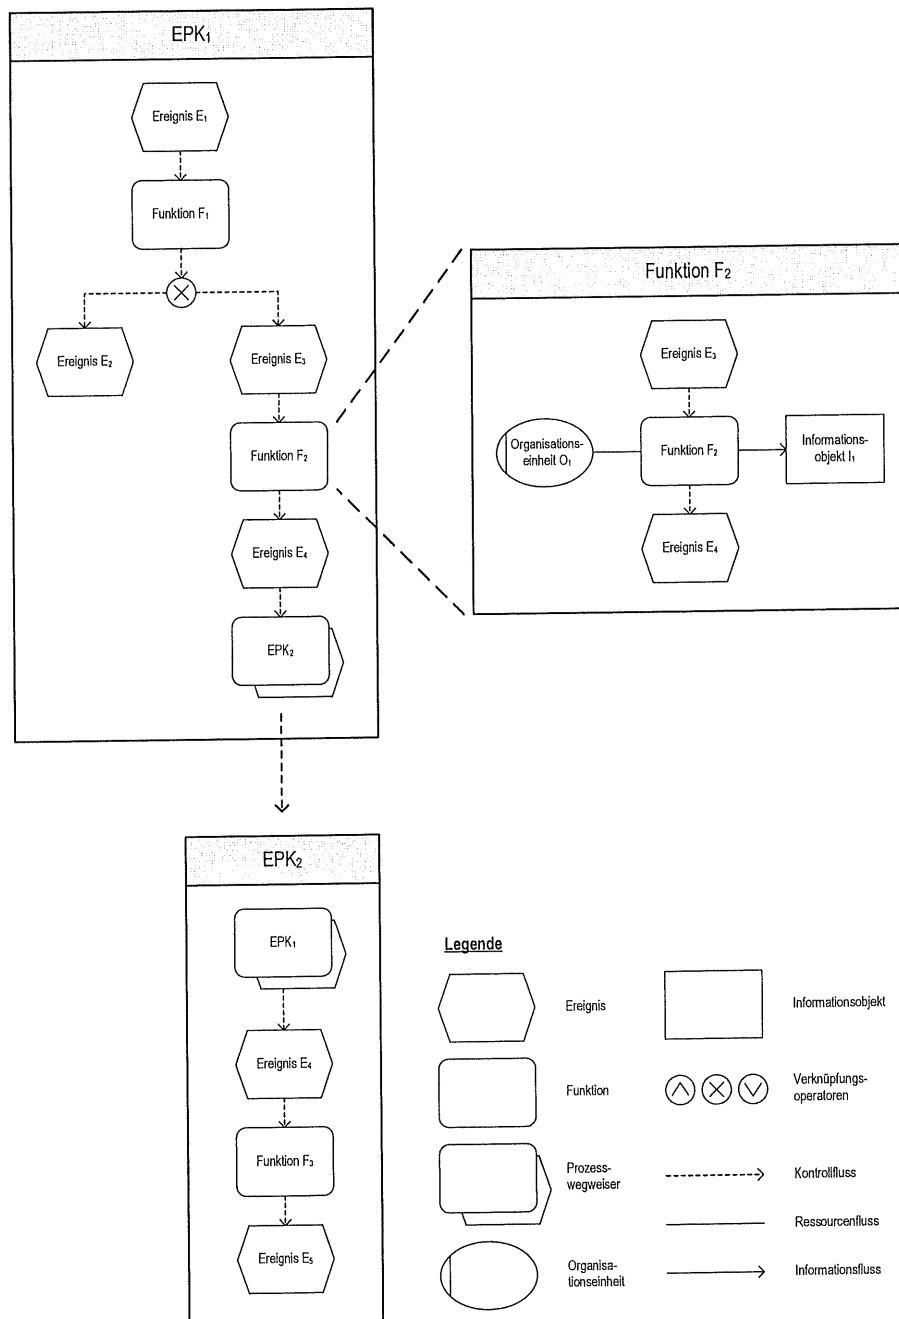 EPK₁
Ereignis E₁
Funktion F₁
Ereignis E₂
Ereignis E₃
Funktion F₂
Ereignis E₄
EPK₂
Funktion F₂
Ereignis E₃
Organisations-
einheit O₁
Funktion F₂
Informations-
objekt I₁
Ereignis E₄
EPK₂
EPK₁
Ereignis E₄
Funktion F₃
Ereignis E₅
Legende
Ereignis
Funktion
Prozess-
wegweiser
Organisa-
tionseinheit
Informationsobjekt
Verknüpfungs-
operatoren
Kontrollfluss
Ressourcenfluss
Informationsfluss